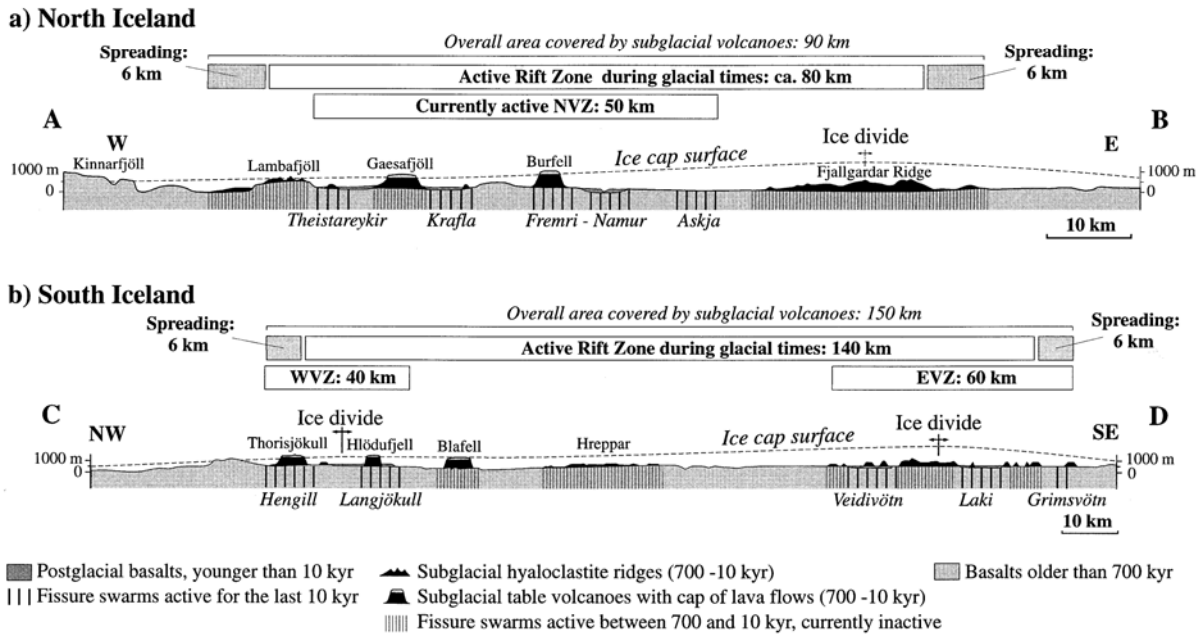 a) North Iceland
Overall area covered by subglacial volcanoes: 90 km
Spreading:
6 km
Spreading:
6 km
Active Rift Zone during glacial times: ca. 80 km
Currently active NVZ: 50 km
A
B
W
Ice divide
E
Kinnarfjöll
Lambafjöll
Gaesafjöll
Burfell
Ice cap surface
Fjallgardar Ridge
1000 m
0
1000 m
0
Theistareykir
Krafla
Fremri - Namur
Askja
10 km
b) South Iceland
Overall area covered by subglacial volcanoes: 150 km
Spreading:
6 km
Spreading:
6 km
Active Rift Zone during glacial times: 140 km
WVZ: 40 km
EVZ: 60 km
C
D
NW
Ice divide
Ice divide
SE
Thorisjökull
Hlödufjell
Blafell
Hreppar
Ice cap surface
1000 m
0
1000 m
0
Hengill
Langjökull
Veidivötn
Laki
Grimsvötn
10 km
Postglacial basalts, younger than 10 kyr
Subglacial hyaloclastite ridges (700 -10 kyr)
Basalts older than 700 kyr
Fissure swarms active for the last 10 kyr
Subglacial table volcanoes with cap of lava flows (700 -10 kyr)
Fissure swarms active between 700 and 10 kyr, currently inactive